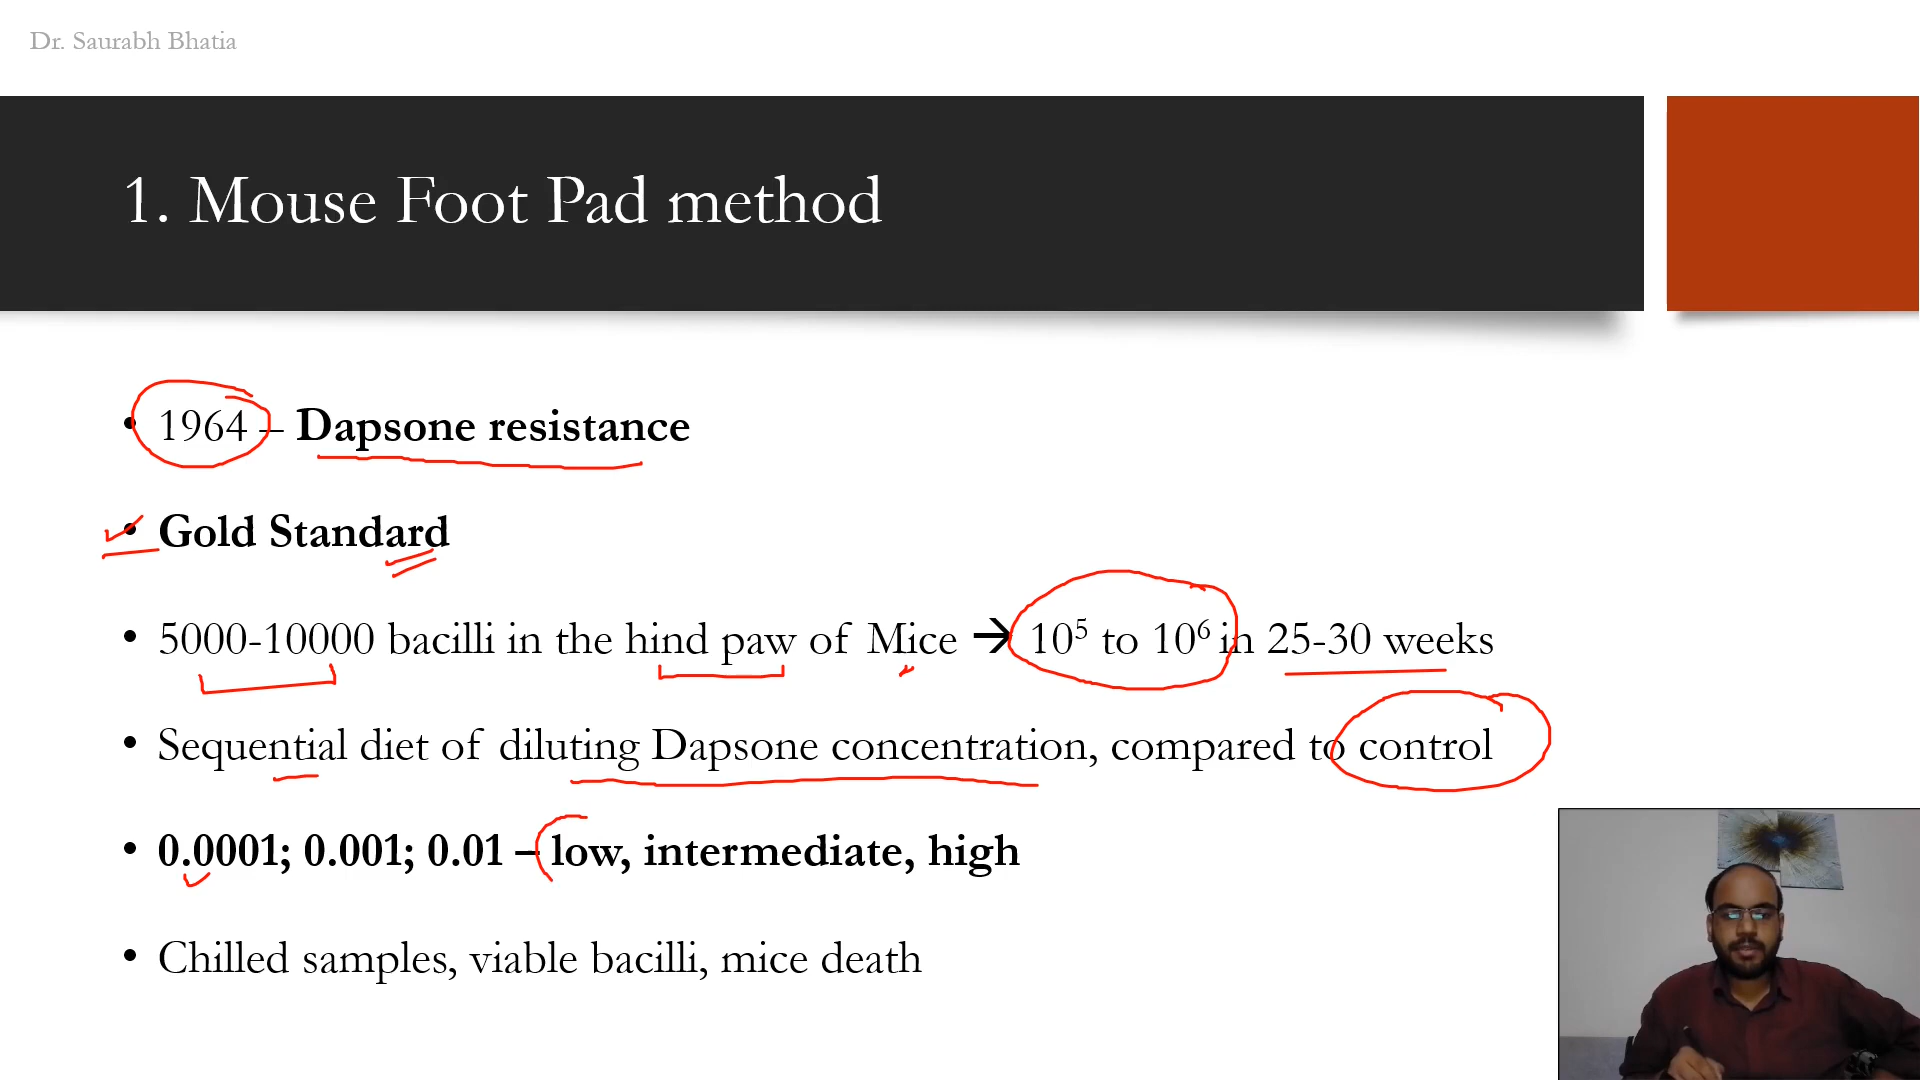 Dr. Saurabh Bhatia
1. Mouse Foot Pad method
• 1964 – Dapsone resistance
• Gold Standard
• 5000-10000 bacilli in the hind paw of Mice → 10⁵ to 10⁶ in 25-30 weeks
• Sequential diet of diluting Dapsone concentration, compared to control
• 0.0001; 0.001; 0.01 – low, intermediate, high
• Chilled samples, viable bacilli, mice death